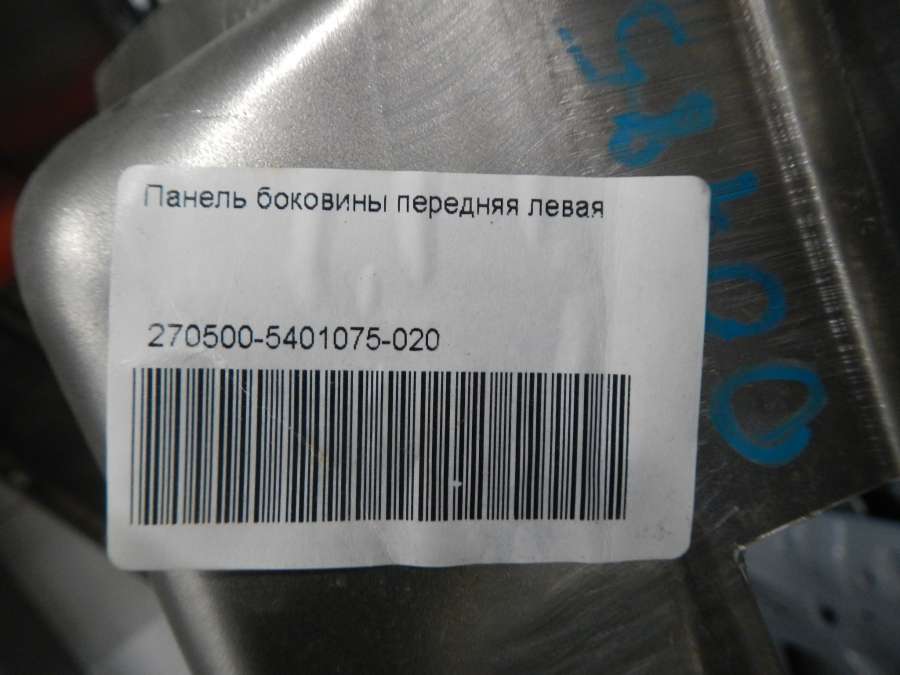 Панель боковины передняя левая
270500-5401075-020